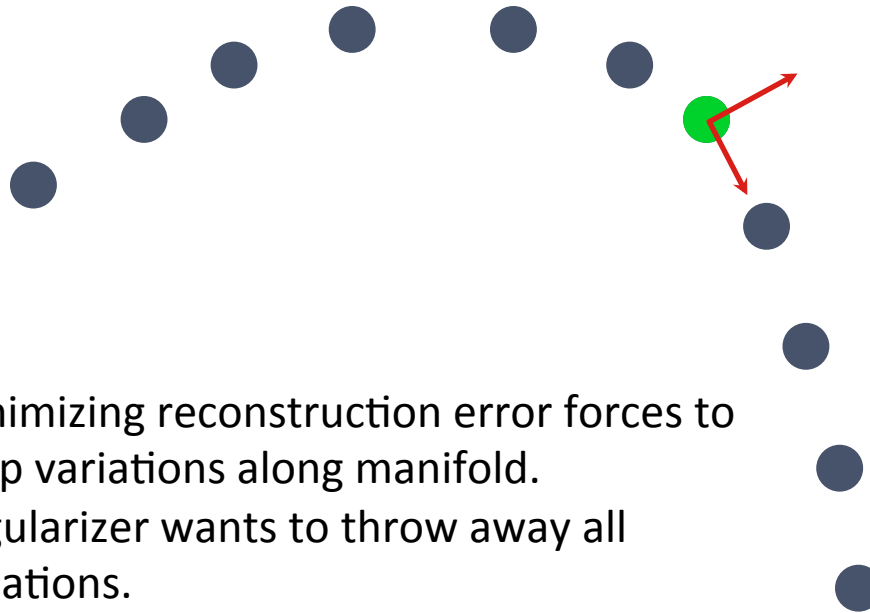 nimizing reconstruction error forces to
p variations along manifold.
gularizer wants to throw away all
ations.